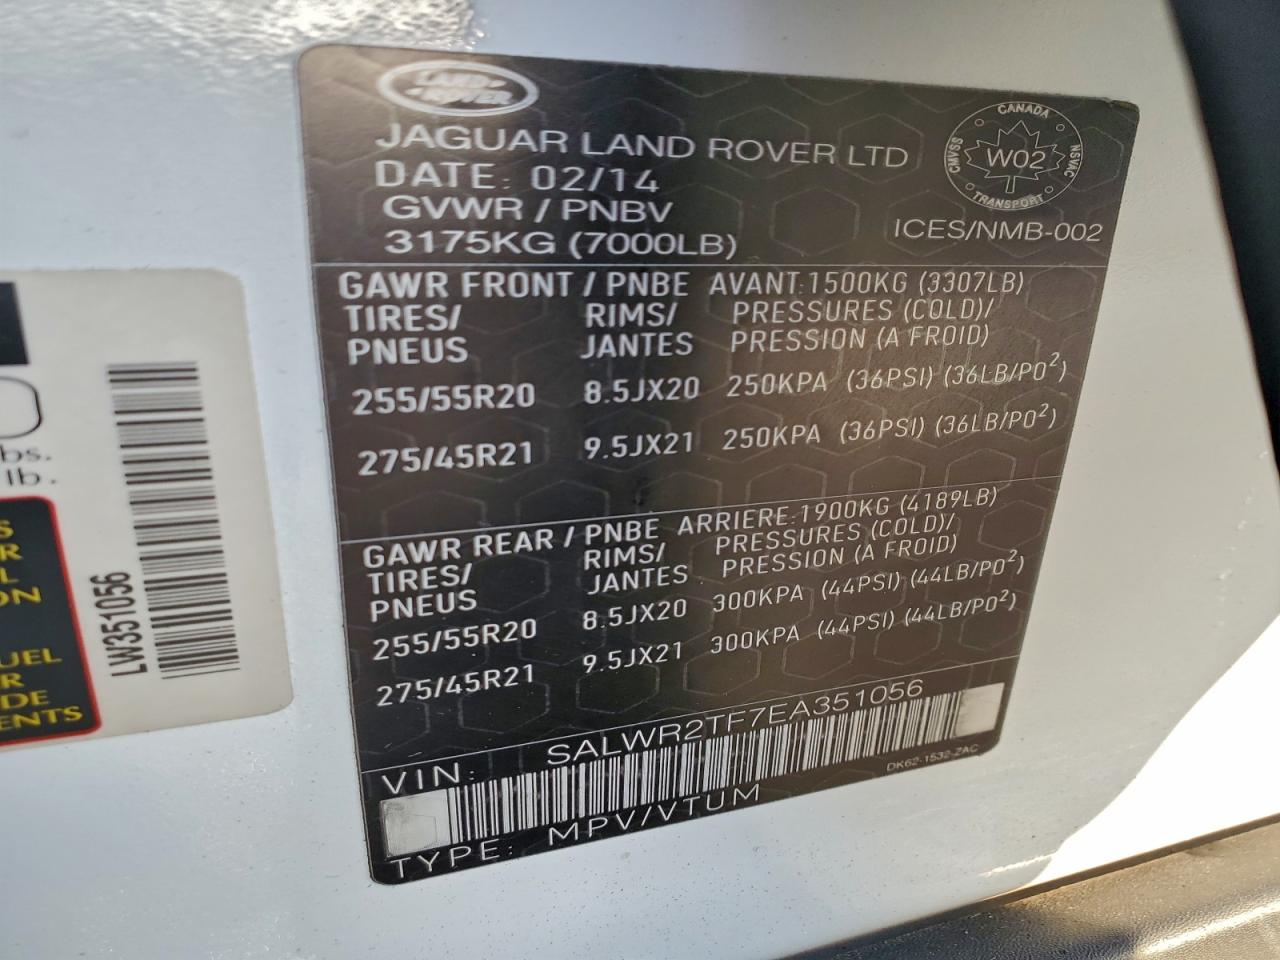 LAND ROVER
JAGUAR LAND ROVER LTD
DATE: 02/14
GVWR / PNBV
3175KG (7000LB)
CANADA
CMVSS
W02
NSVAC
TRANSPORT
ICES/NMB-002
GAWR FRONT / PNBE AVANT:1500KG (3307LB)
TIRES/ RIMS/ PRESSURES (COLD)/
PNEUS JANTES PRESSION (A FROID)
255/55R20 8.5JX20 250KPA (36PSI) (36LB/PO²)
275/45R21 9.5JX21 250KPA (36PSI) (36LB/PO²)
GAWR REAR / PNBE ARRIERE:1900KG (4189LB)
TIRES/ RIMS/ PRESSURES (COLD)/
PNEUS JANTES PRESSION (A FROID)
255/55R20 8.5JX20 300KPA (44PSI) (44LB/PO²)
275/45R21 9.5JX21 300KPA (44PSI) (44LB/PO²)
VIN: SALWR2TF7EA351056
DK62-1532-ZAC
TYPE: MPV/VTUM
lb.
LW351056